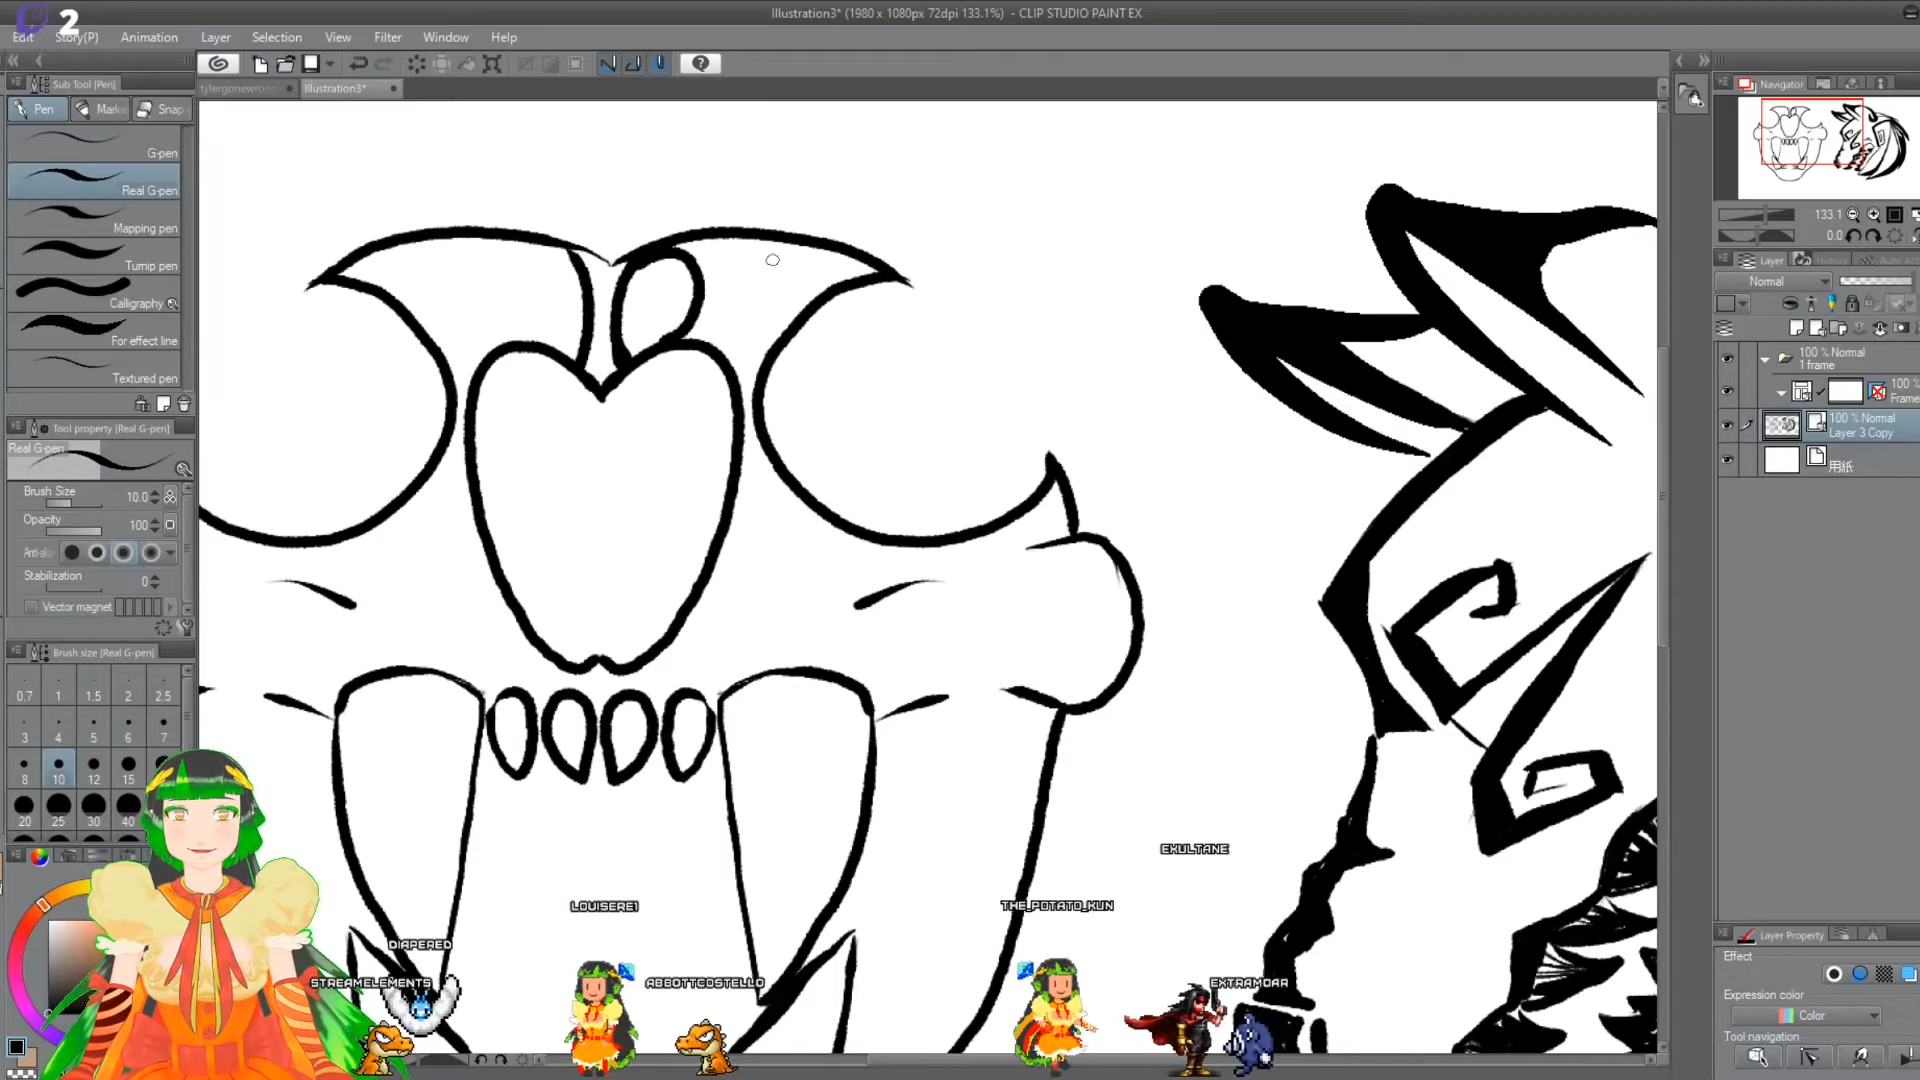 2
Illustration3* (1980 x 1080px 72dpi 133.1%) - CLIP STUDIO PAINT EX
Edit Story(P) Animation Layer Selection View Filter Window Help
Sub Tool [Pen]
Illustration3*
Navigator
Pen Marke Snap
G-pen
Real G-pen
Mapping pen
Turnip pen
Calligraphy
For effect line
Textured pen
Tool property [Real G-pen]
Real G-pen
Brush Size 10.0
Opacity 100
Stabilization 0
Vector magnet
Brush size [Real G-pen]
0.7 1 1.5 2 2.5
3 4 5 6 7
8 10 12 15
20 25 30 40
133.1
0.0
Layer History
Normal
100 % Normal
1 frame
100 %
Frame
100 % Normal
Layer 3 Copy
用紙
Layer Property
Effect
Expression color
Color
Tool navigation
EXULTANE
LOUISERE1
THE_POTATO_KUN
DIAPERED
STREAMELEMENTS
ABBOTTCOSTELLO
EXTRAMOAR